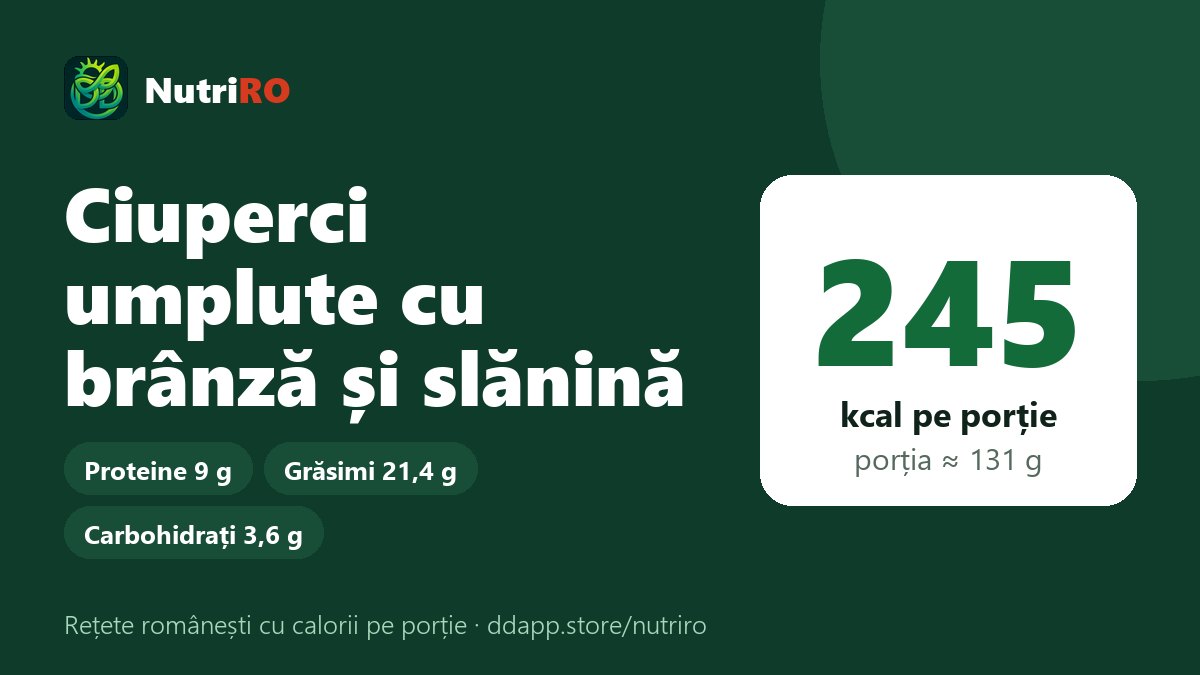 NutriRO
Ciuperci
umplute cu
brânză și slănină
Proteine 9 g
Grăsimi 21,4 g
Carbohidrați 3,6 g
245
kcal pe porție
porția ≈ 131 g
Rețete românești cu calorii pe porție · ddapp.store/nutriro